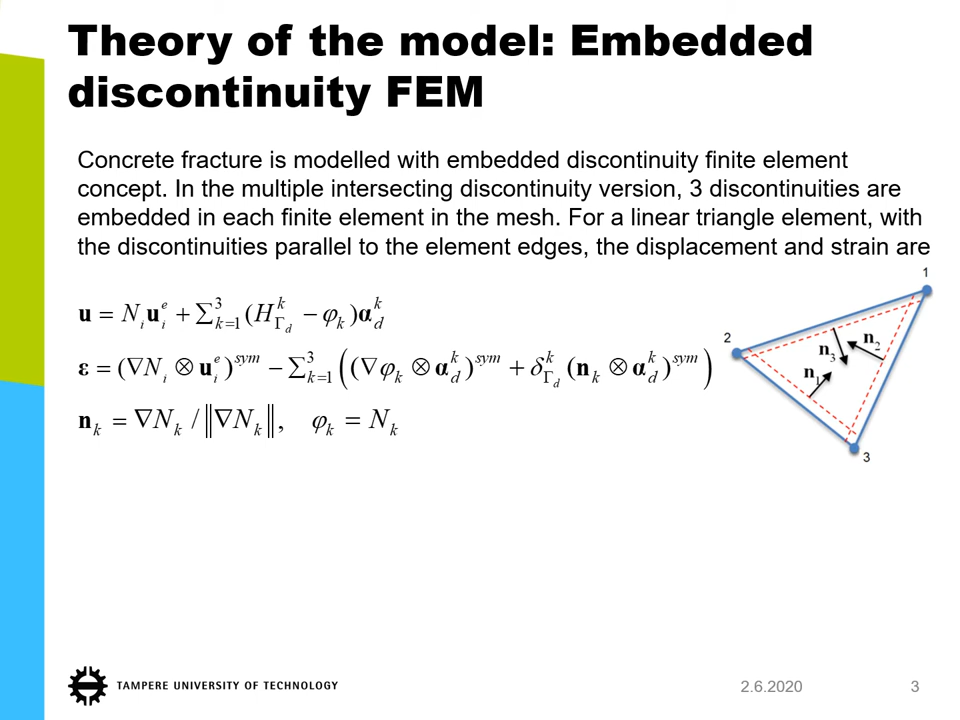 Theory of the model: Embedded
discontinuity FEM
Concrete fracture is modelled with embedded discontinuity finite element
concept. In the multiple intersecting discontinuity version, 3 discontinuities are
embedded in each finite element in the mesh. For a linear triangle element, with
the discontinuities parallel to the element edges, the displacement and strain are
u = N_i u_i^e + Σ_{k=1}^3 (H_{Γ_d}^k − φ_k) α_d^k
ε = (∇N_i ⊗ u_i^e)^{sym} − Σ_{k=1}^3 ((∇φ_k ⊗ α_d^k)^{sym} + δ_{Γ_d}^k (n_k ⊗ α_d^k)^{sym})
n_k = ∇N_k / ‖∇N_k‖, φ_k = N_k
1
2
n_2
n_3
n_1
3
TAMPERE UNIVERSITY OF TECHNOLOGY
2.6.2020
3